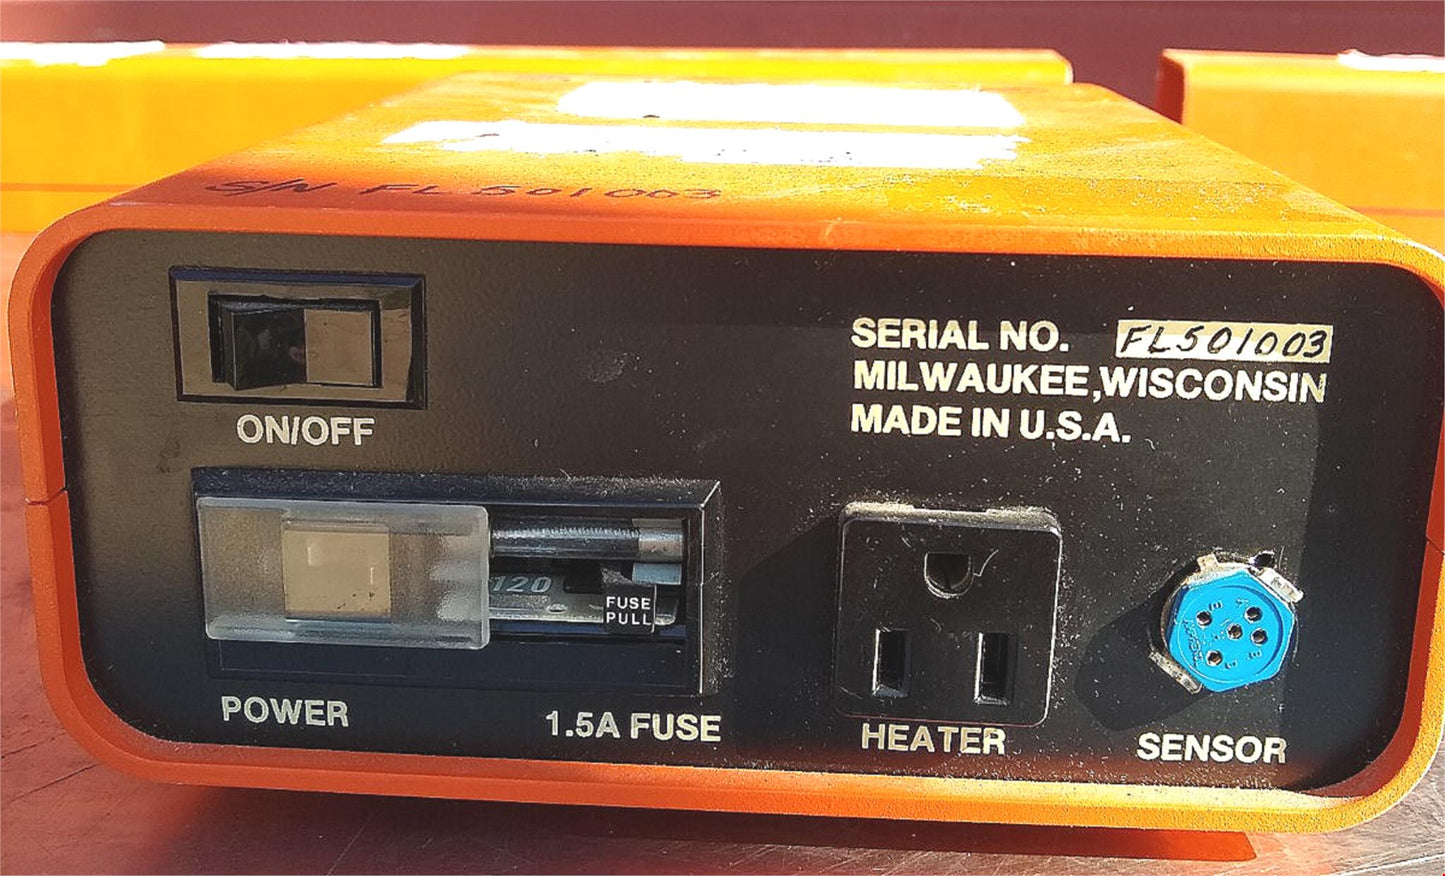 S/N FL501003
SERIAL NO. FL501003
MILWAUKEE,WISCONSIN
MADE IN U.S.A.
ON/OFF
120
FUSE
PULL
POWER
1.5A FUSE
HEATER
SENSOR